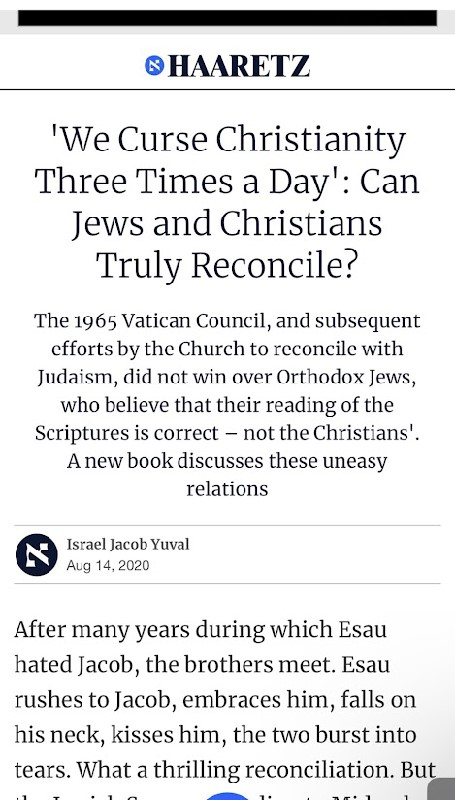 HAARETZ
'We Curse Christianity
Three Times a Day': Can
Jews and Christians
Truly Reconcile?
The 1965 Vatican Council, and subsequent
efforts by the Church to reconcile with
Judaism, did not win over Orthodox Jews,
who believe that their reading of the
Scriptures is correct – not the Christians'.
A new book discusses these uneasy
relations
Israel Jacob Yuval
Aug 14, 2020
After many years during which Esau
hated Jacob, the brothers meet. Esau
rushes to Jacob, embraces him, falls on
his neck, kisses him, the two burst into
tears. What a thrilling reconciliation. But